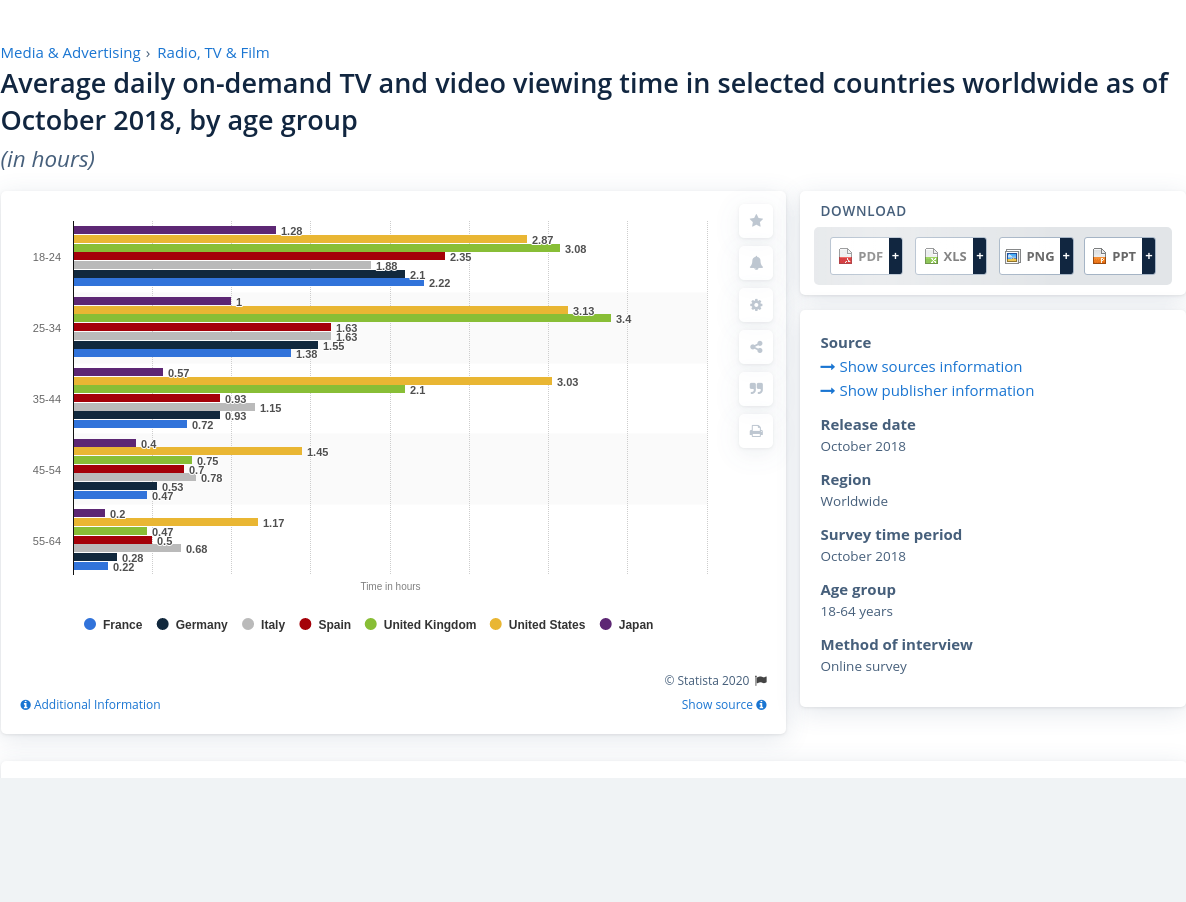 Media & Advertising › Radio, TV & Film
Average daily on-demand TV and video viewing time in selected countries worldwide as of
October 2018, by age group
(in hours)
18-24
1.28
2.87
3.08
2.35
1.88
2.1
2.22
25-34
1
3.13
3.4
1.63
1.63
1.55
1.38
35-44
0.57
3.03
2.1
0.93
1.15
0.93
0.72
45-54
0.4
1.45
0.75
0.7
0.78
0.53
0.47
55-64
0.2
1.17
0.47
0.5
0.68
0.28
0.22
Time in hours
France Germany Italy Spain United Kingdom United States Japan
© Statista 2020
Additional Information
Show source
DOWNLOAD
PDF + XLS + PNG + PPT +
Source
Show sources information
Show publisher information
Release date
October 2018
Region
Worldwide
Survey time period
October 2018
Age group
18-64 years
Method of interview
Online survey